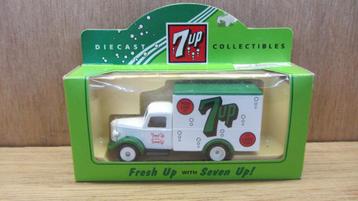 DIECAST 7up COLLECTIBLES
7up
Fresh Up WITH Seven Up!